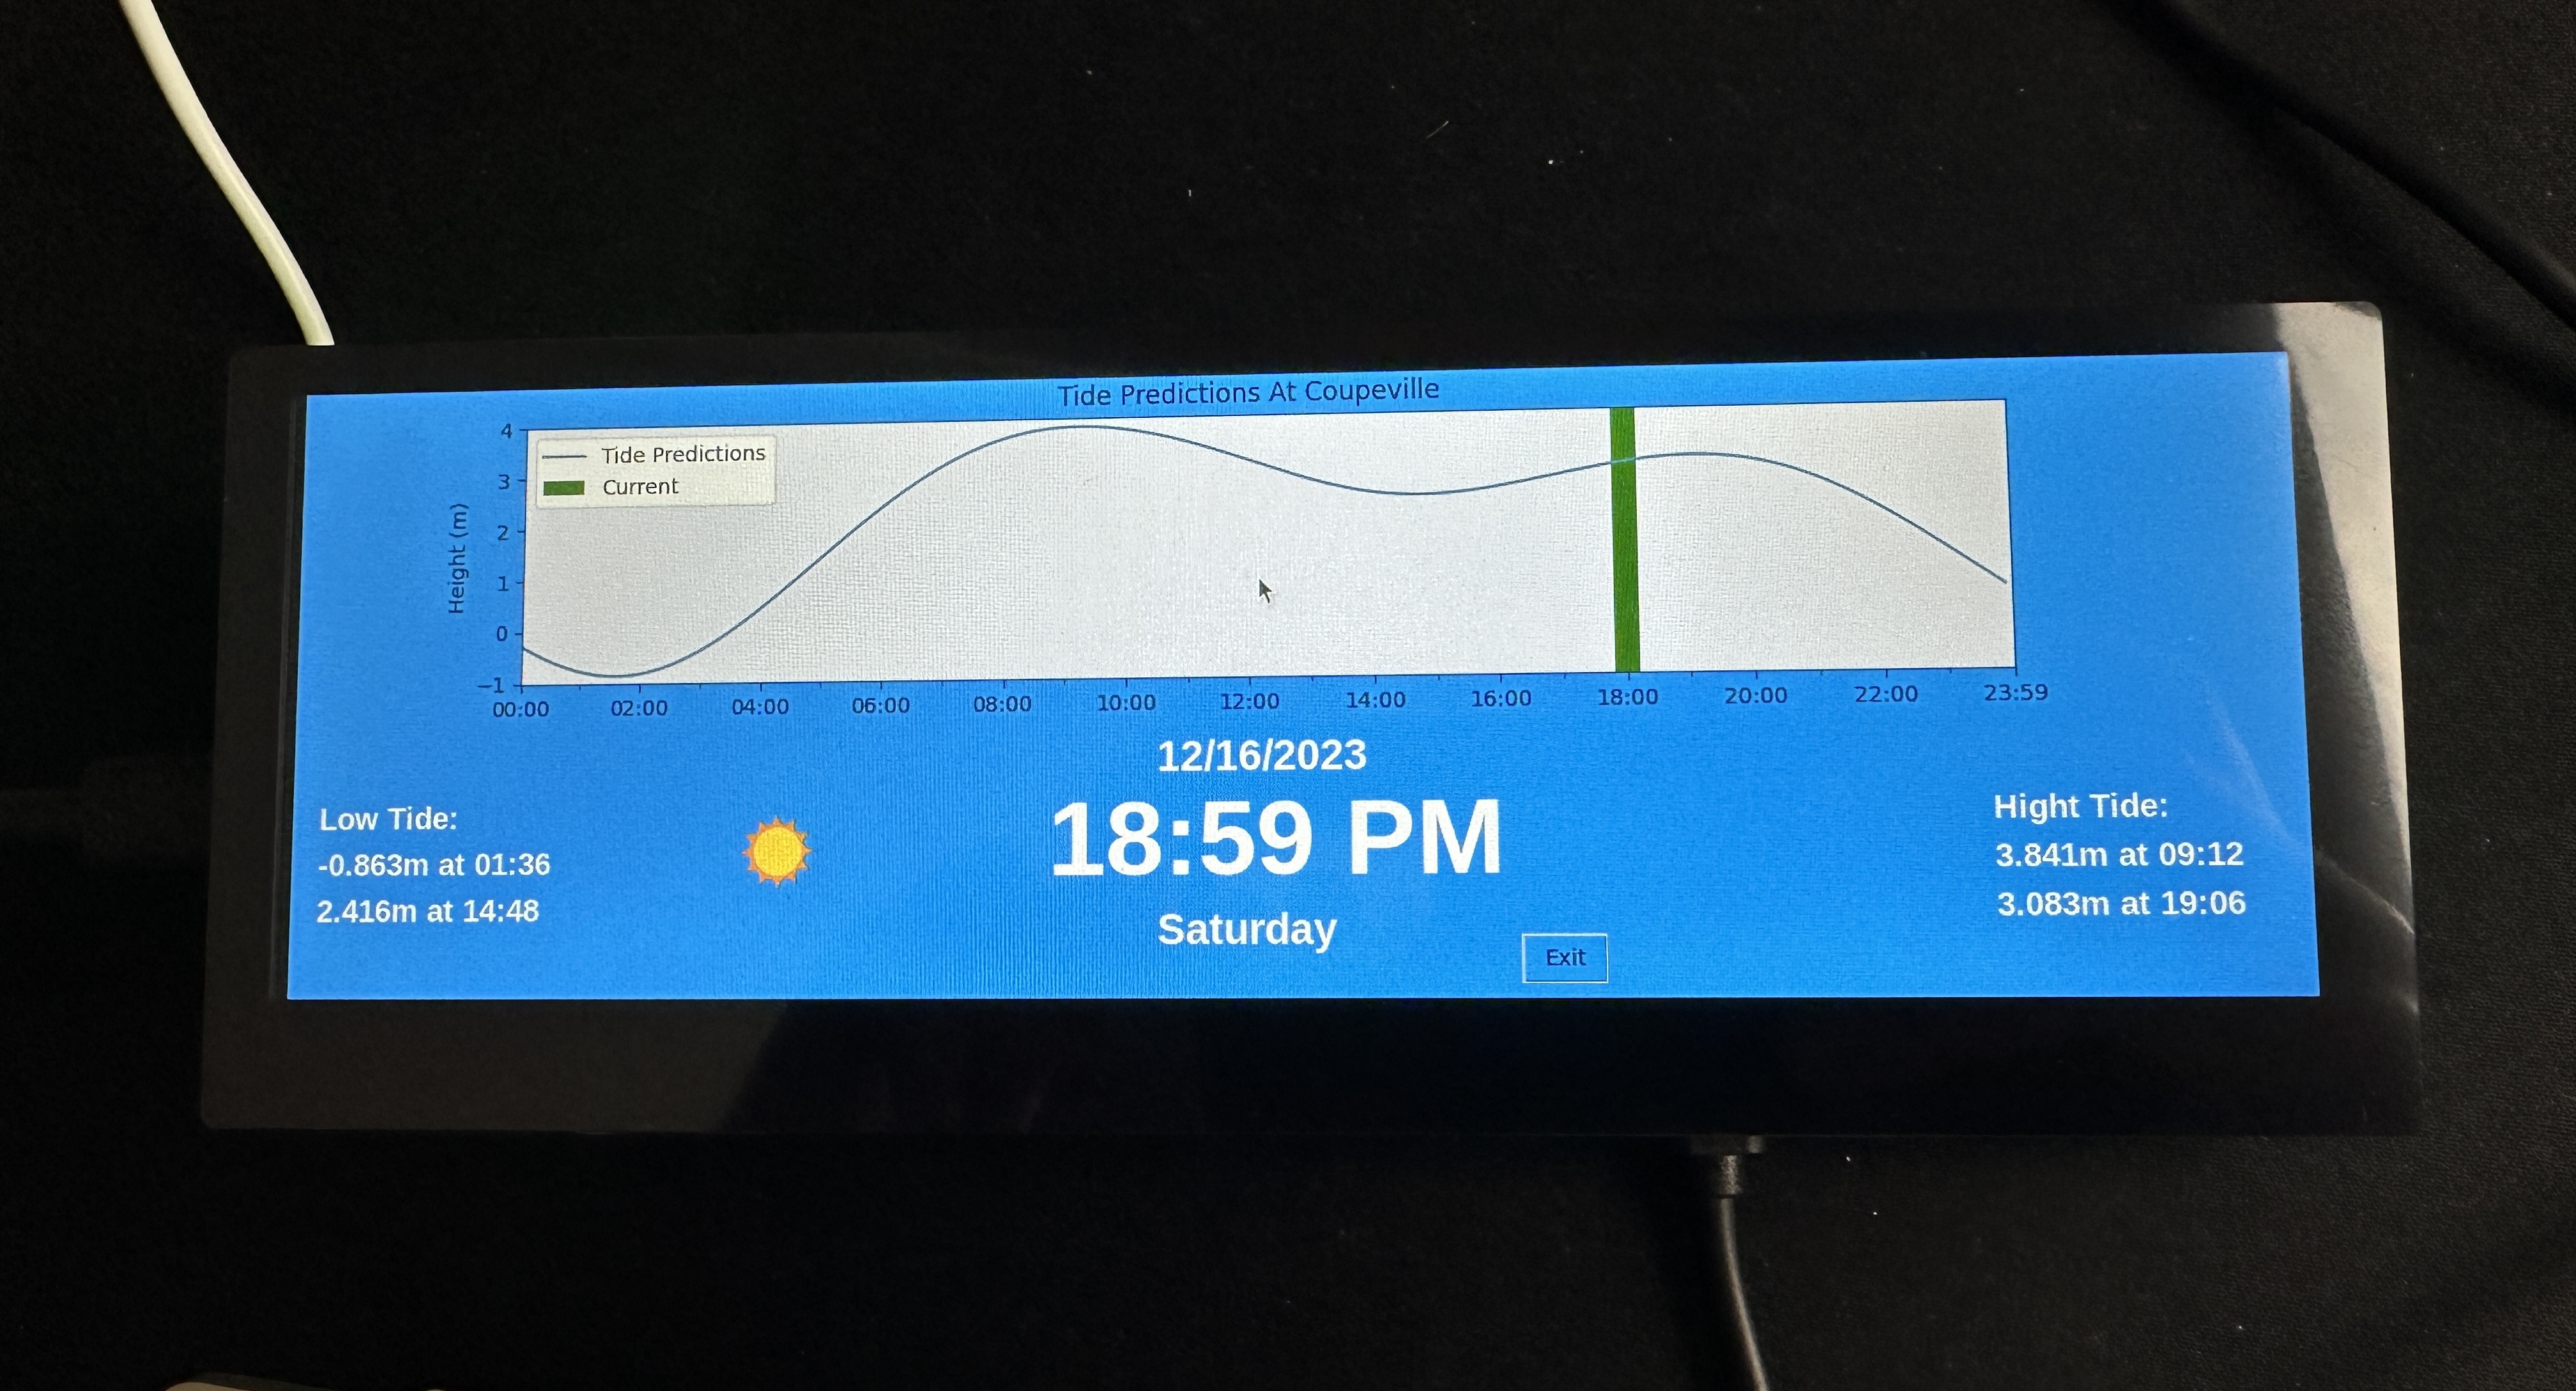 Tide Predictions At Coupeville
4
3
2
1
0
−1
Height (m)
Tide Predictions
Current
00:00 02:00 04:00 06:00 08:00 10:00 12:00 14:00 16:00 18:00 20:00 22:00 23:59
12/16/2023
18:59 PM
Saturday
Low Tide:
-0.863m at 01:36
2.416m at 14:48
Hight Tide:
3.841m at 09:12
3.083m at 19:06
Exit